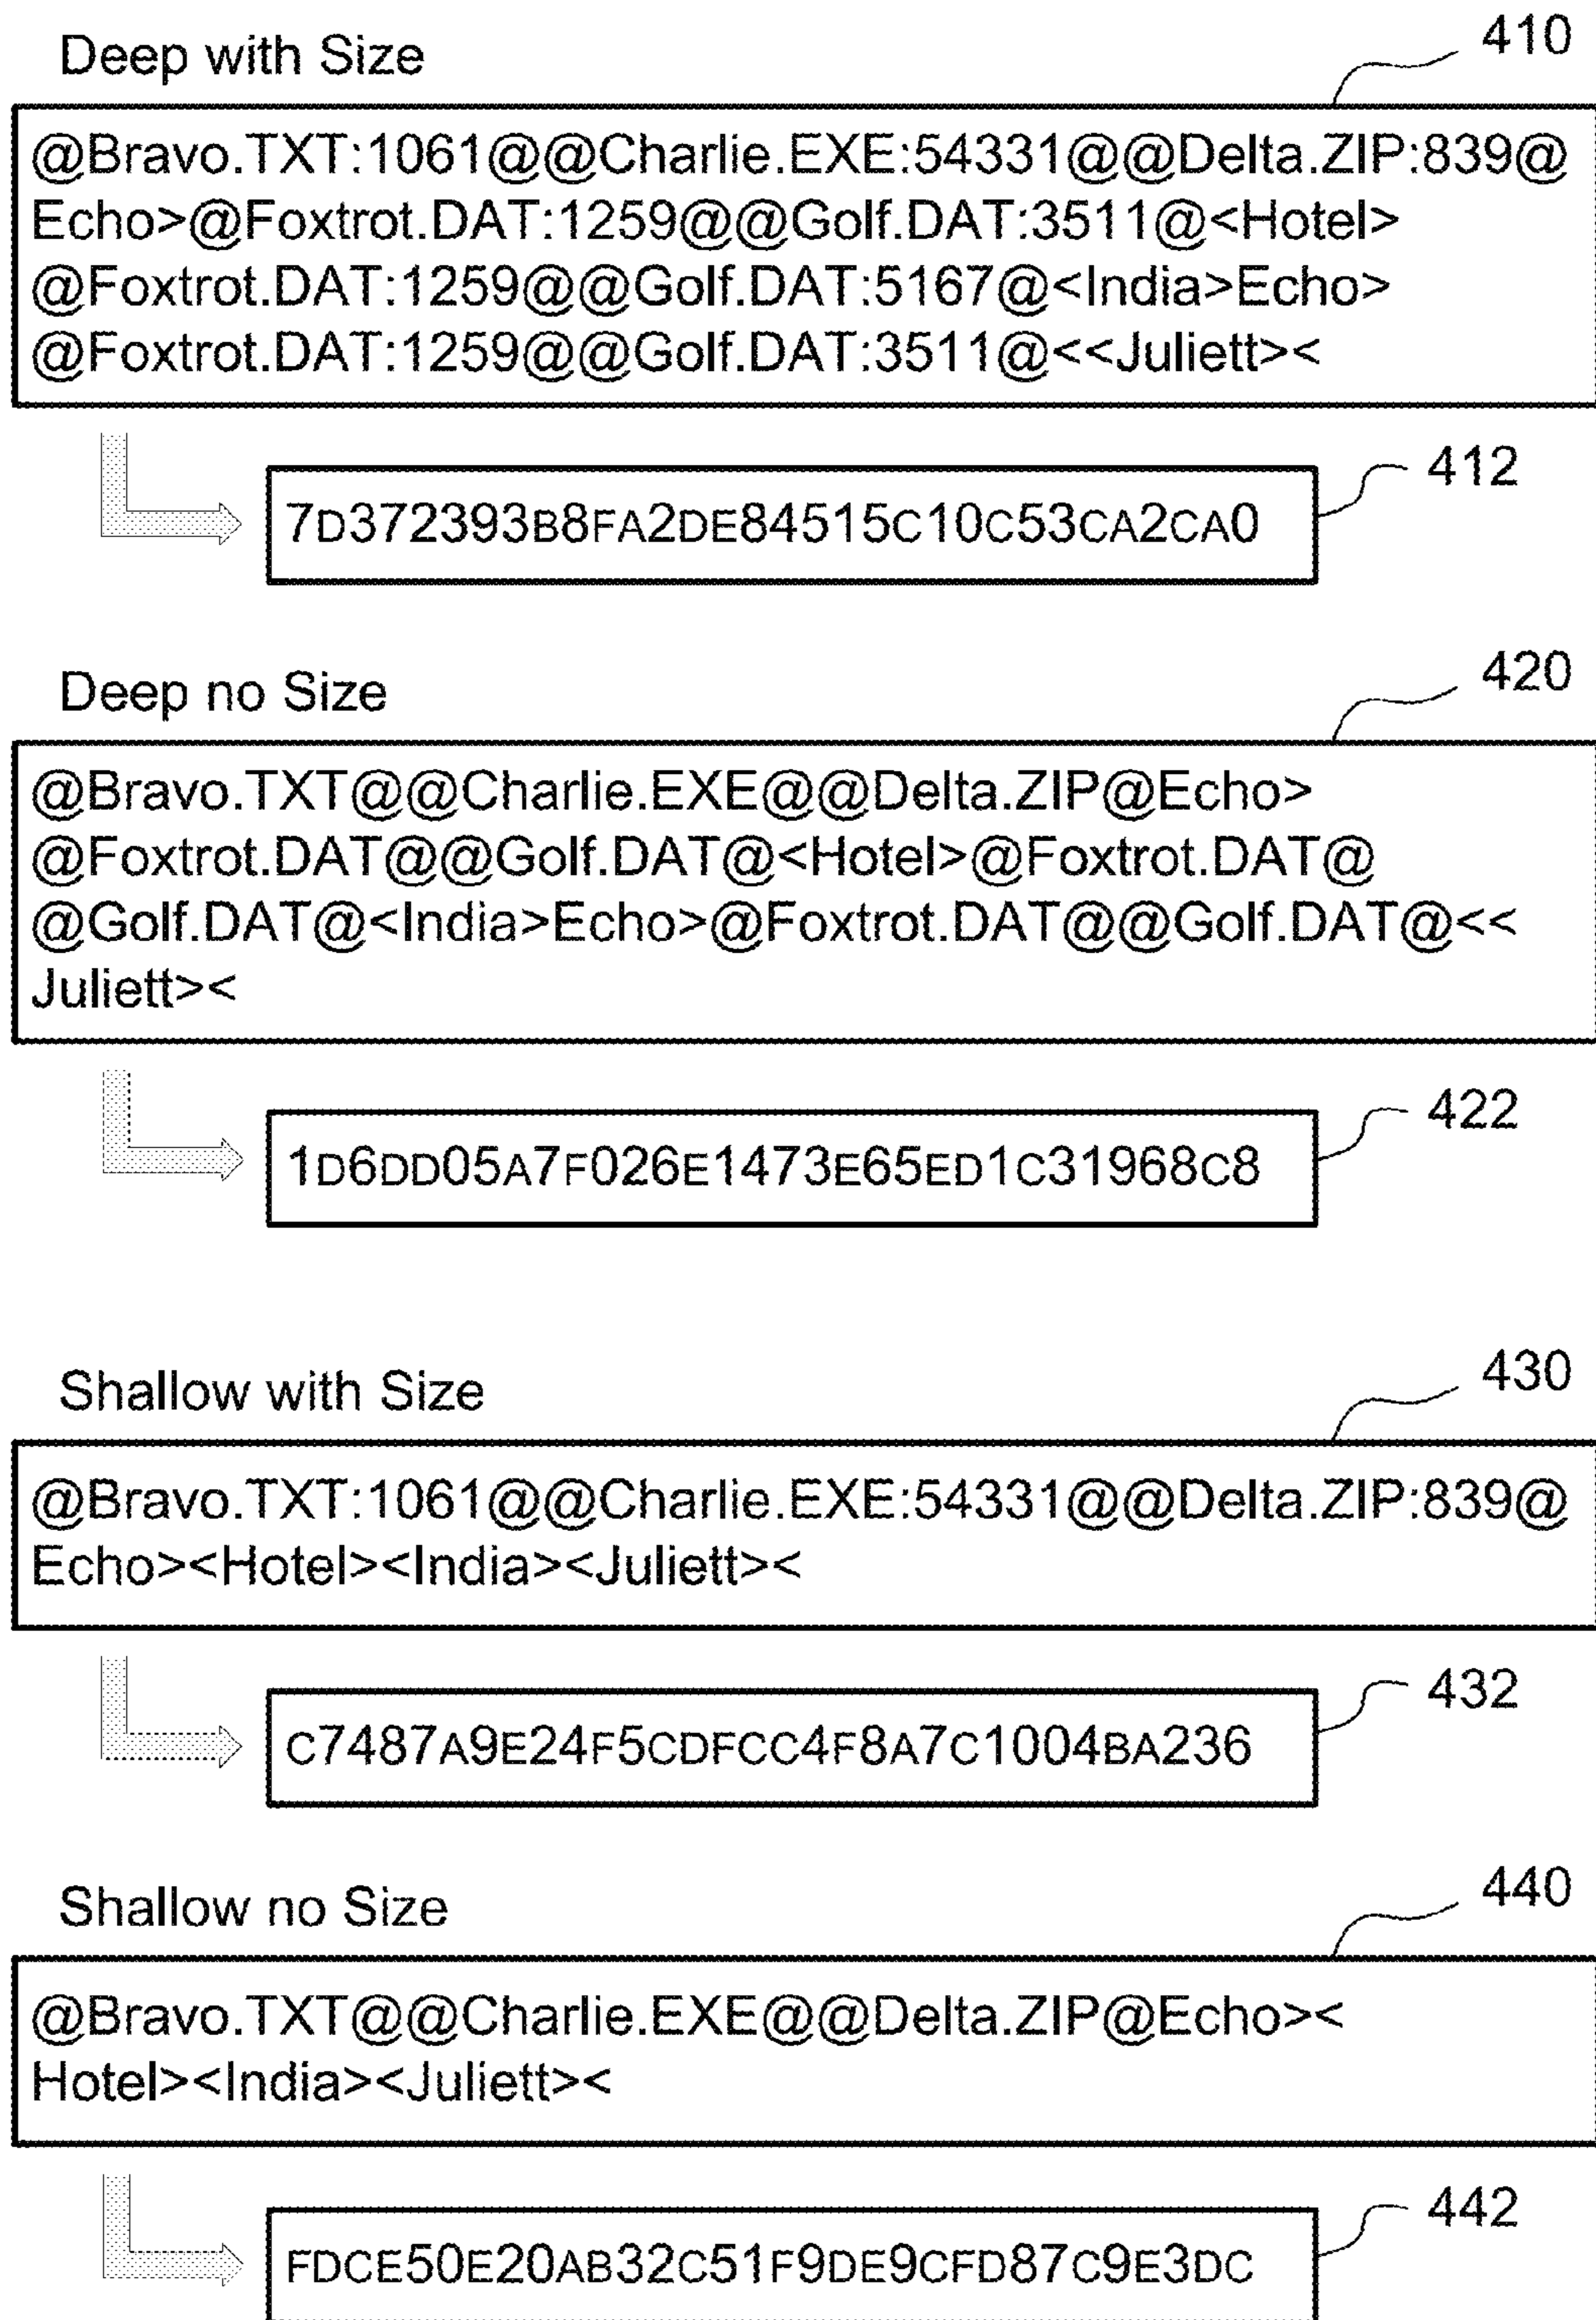 Deep with Size
410
@Bravo.TXT:1061@@Charlie.EXE:54331@@Delta.ZIP:839@
Echo>@Foxtrot.DAT:1259@@Golf.DAT:3511@<Hotel>
@Foxtrot.DAT:1259@@Golf.DAT:5167@<India>Echo>
@Foxtrot.DAT:1259@@Golf.DAT:3511@<<Juliett><
412
7D372393B8FA2DE84515C10C53CA2CA0
Deep no Size
420
@Bravo.TXT@@Charlie.EXE@@Delta.ZIP@Echo>
@Foxtrot.DAT@@Golf.DAT@<Hotel>@Foxtrot.DAT@
@Golf.DAT@<India>Echo>@Foxtrot.DAT@@Golf.DAT@<<
Juliett><
422
1D6DD05A7F026E1473E65ED1C31968C8
Shallow with Size
430
@Bravo.TXT:1061@@Charlie.EXE:54331@@Delta.ZIP:839@
Echo><Hotel><India><Juliett><
432
C7487A9E24F5CDFCC4F8A7C1004BA236
Shallow no Size
440
@Bravo.TXT@@Charlie.EXE@@Delta.ZIP@Echo><
Hotel><India><Juliett><
442
FDCE50E20AB32C51F9DE9CFD87C9E3DC